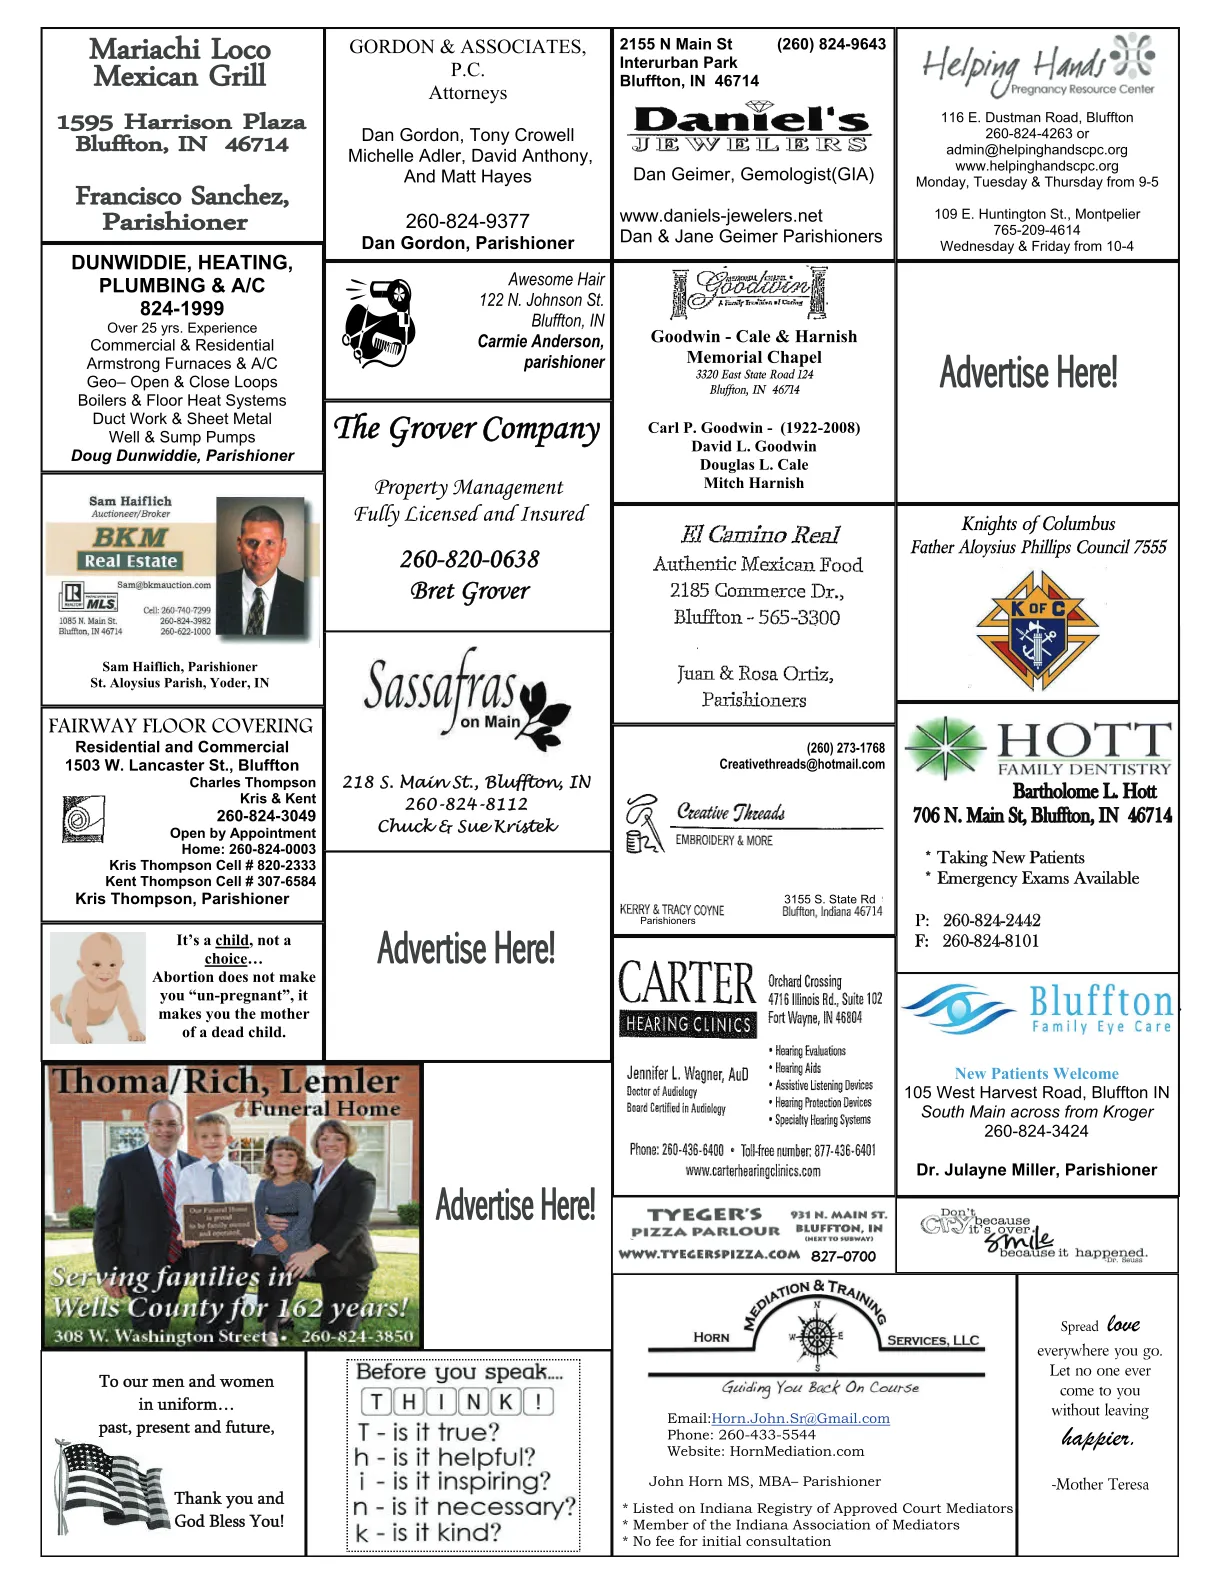 Mariachi Loco
Mexican Grill
1595 Harrison Plaza
Bluffton, IN 46714
Francisco Sanchez,
Parishioner
DUNWIDDIE, HEATING,
PLUMBING & A/C
824-1999
Over 25 yrs. Experience
Commercial & Residential
Armstrong Furnaces & A/C
Geo– Open & Close Loops
Boilers & Floor Heat Systems
Duct Work & Sheet Metal
Well & Sump Pumps
Doug Dunwiddie, Parishioner
Sam Haiflich
Auctioneer/Broker
BKM
Real Estate
Sam@bkmauction.com
REALTOR
MLS
Cell: 260-740-7299
1085 N. Main St. 260-824-3982
Bluffton, IN 46714 260-622-1000
Sam Haiflich, Parishioner
St. Aloysius Parish, Yoder, IN
FAIRWAY FLOOR COVERING
Residential and Commercial
1503 W. Lancaster St., Bluffton
Charles Thompson
Kris & Kent
260-824-3049
Open by Appointment
Home: 260-824-0003
Kris Thompson Cell # 820-2333
Kent Thompson Cell # 307-6584
Kris Thompson, Parishioner
It's a child, not a
choice…
Abortion does not make
you “un-pregnant”, it
makes you the mother
of a dead child.
GORDON & ASSOCIATES,
P.C.
Attorneys
Dan Gordon, Tony Crowell
Michelle Adler, David Anthony,
And Matt Hayes
260-824-9377
Dan Gordon, Parishioner
Awesome Hair
122 N. Johnson St.
Bluffton, IN
Carmie Anderson,
parishioner
The Grover Company
Property Management
Fully Licensed and Insured
260-820-0638
Bret Grover
Sassafras
on Main
218 S. Main St., Bluffton, IN
260-824-8112
Chuck & Sue Kristek
Advertise Here!
Thoma/Rich, Lemler
Funeral Home
Our Funeral Home
is proud
to be family owned
and operated.
Serving families in
Wells County for 162 years!
308 W. Washington Street • 260-824-3850
Advertise Here!
To our men and women
in uniform…
past, present and future,
Thank you and
God Bless You!
Before you speak....
T H I N K !
T - is it true?
h - is it helpful?
i - is it inspiring?
n - is it necessary?
k - is it kind?
2155 N Main St (260) 824-9643
Interurban Park
Bluffton, IN 46714
Daniel's
JEWELERS
Dan Geimer, Gemologist(GIA)
www.daniels-jewelers.net
Dan & Jane Geimer Parishioners
Goodwin
A Family Tradition of Caring
Goodwin - Cale & Harnish
Memorial Chapel
3320 East State Road 124
Bluffton, IN 46714
Carl P. Goodwin - (1922-2008)
David L. Goodwin
Douglas L. Cale
Mitch Harnish
El Camino Real
Authentic Mexican Food
2185 Commerce Dr.,
Bluffton - 565-3300
Juan & Rosa Ortiz,
Parishioners
(260) 273-1768
Creativethreads@hotmail.com
Creative Threads
EMBROIDERY & MORE
3155 S. State Rd
KERRY & TRACY COYNE Bluffton, Indiana 46714
Parishioners
CARTER
HEARING CLINICS
Orchard Crossing
4716 Illinois Rd., Suite 102
Fort Wayne, IN 46804
Jennifer L. Wagner, AuD
Doctor of Audiology
Board Certified in Audiology
• Hearing Evaluations
• Hearing Aids
• Assistive Listening Devices
• Hearing Protection Devices
• Specialty Hearing Systems
Phone: 260-436-6400 • Toll-free number: 877-436-6401
www.carterhearingclinics.com
TYEGER'S
PIZZA PARLOUR
931 N. MAIN ST.
BLUFFTON, IN
(NEXT TO SUBWAY)
WWW.TYEGERSPIZZA.COM 827-0700
Helping Hands
Pregnancy Resource Center
116 E. Dustman Road, Bluffton
260-824-4263 or
admin@helpinghandscpc.org
www.helpinghandscpc.org
Monday, Tuesday & Thursday from 9-5
109 E. Huntington St., Montpelier
765-209-4614
Wednesday & Friday from 10-4
Advertise Here!
Knights of Columbus
Father Aloysius Phillips Council 7555
K OF C
HOTT
FAMILY DENTISTRY
Bartholome L. Hott
706 N. Main St, Bluffton, IN 46714
* Taking New Patients
* Emergency Exams Available
P: 260-824-2442
F: 260-824-8101
Bluffton
Family Eye Care
New Patients Welcome
105 West Harvest Road, Bluffton IN
South Main across from Kroger
260-824-3424
Dr. Julayne Miller, Parishioner
Don't
cry because
it's over.
smile
because it happened.
-Dr. Seuss
MEDIATION & TRAINING
HORN SERVICES, LLC
N
W E
S
Guiding You Back On Course
Email:Horn.John.Sr@Gmail.com
Phone: 260-433-5544
Website: HornMediation.com
John Horn MS, MBA– Parishioner
* Listed on Indiana Registry of Approved Court Mediators
* Member of the Indiana Association of Mediators
* No fee for initial consultation
Spread love
everywhere you go.
Let no one ever
come to you
without leaving
happier.
-Mother Teresa